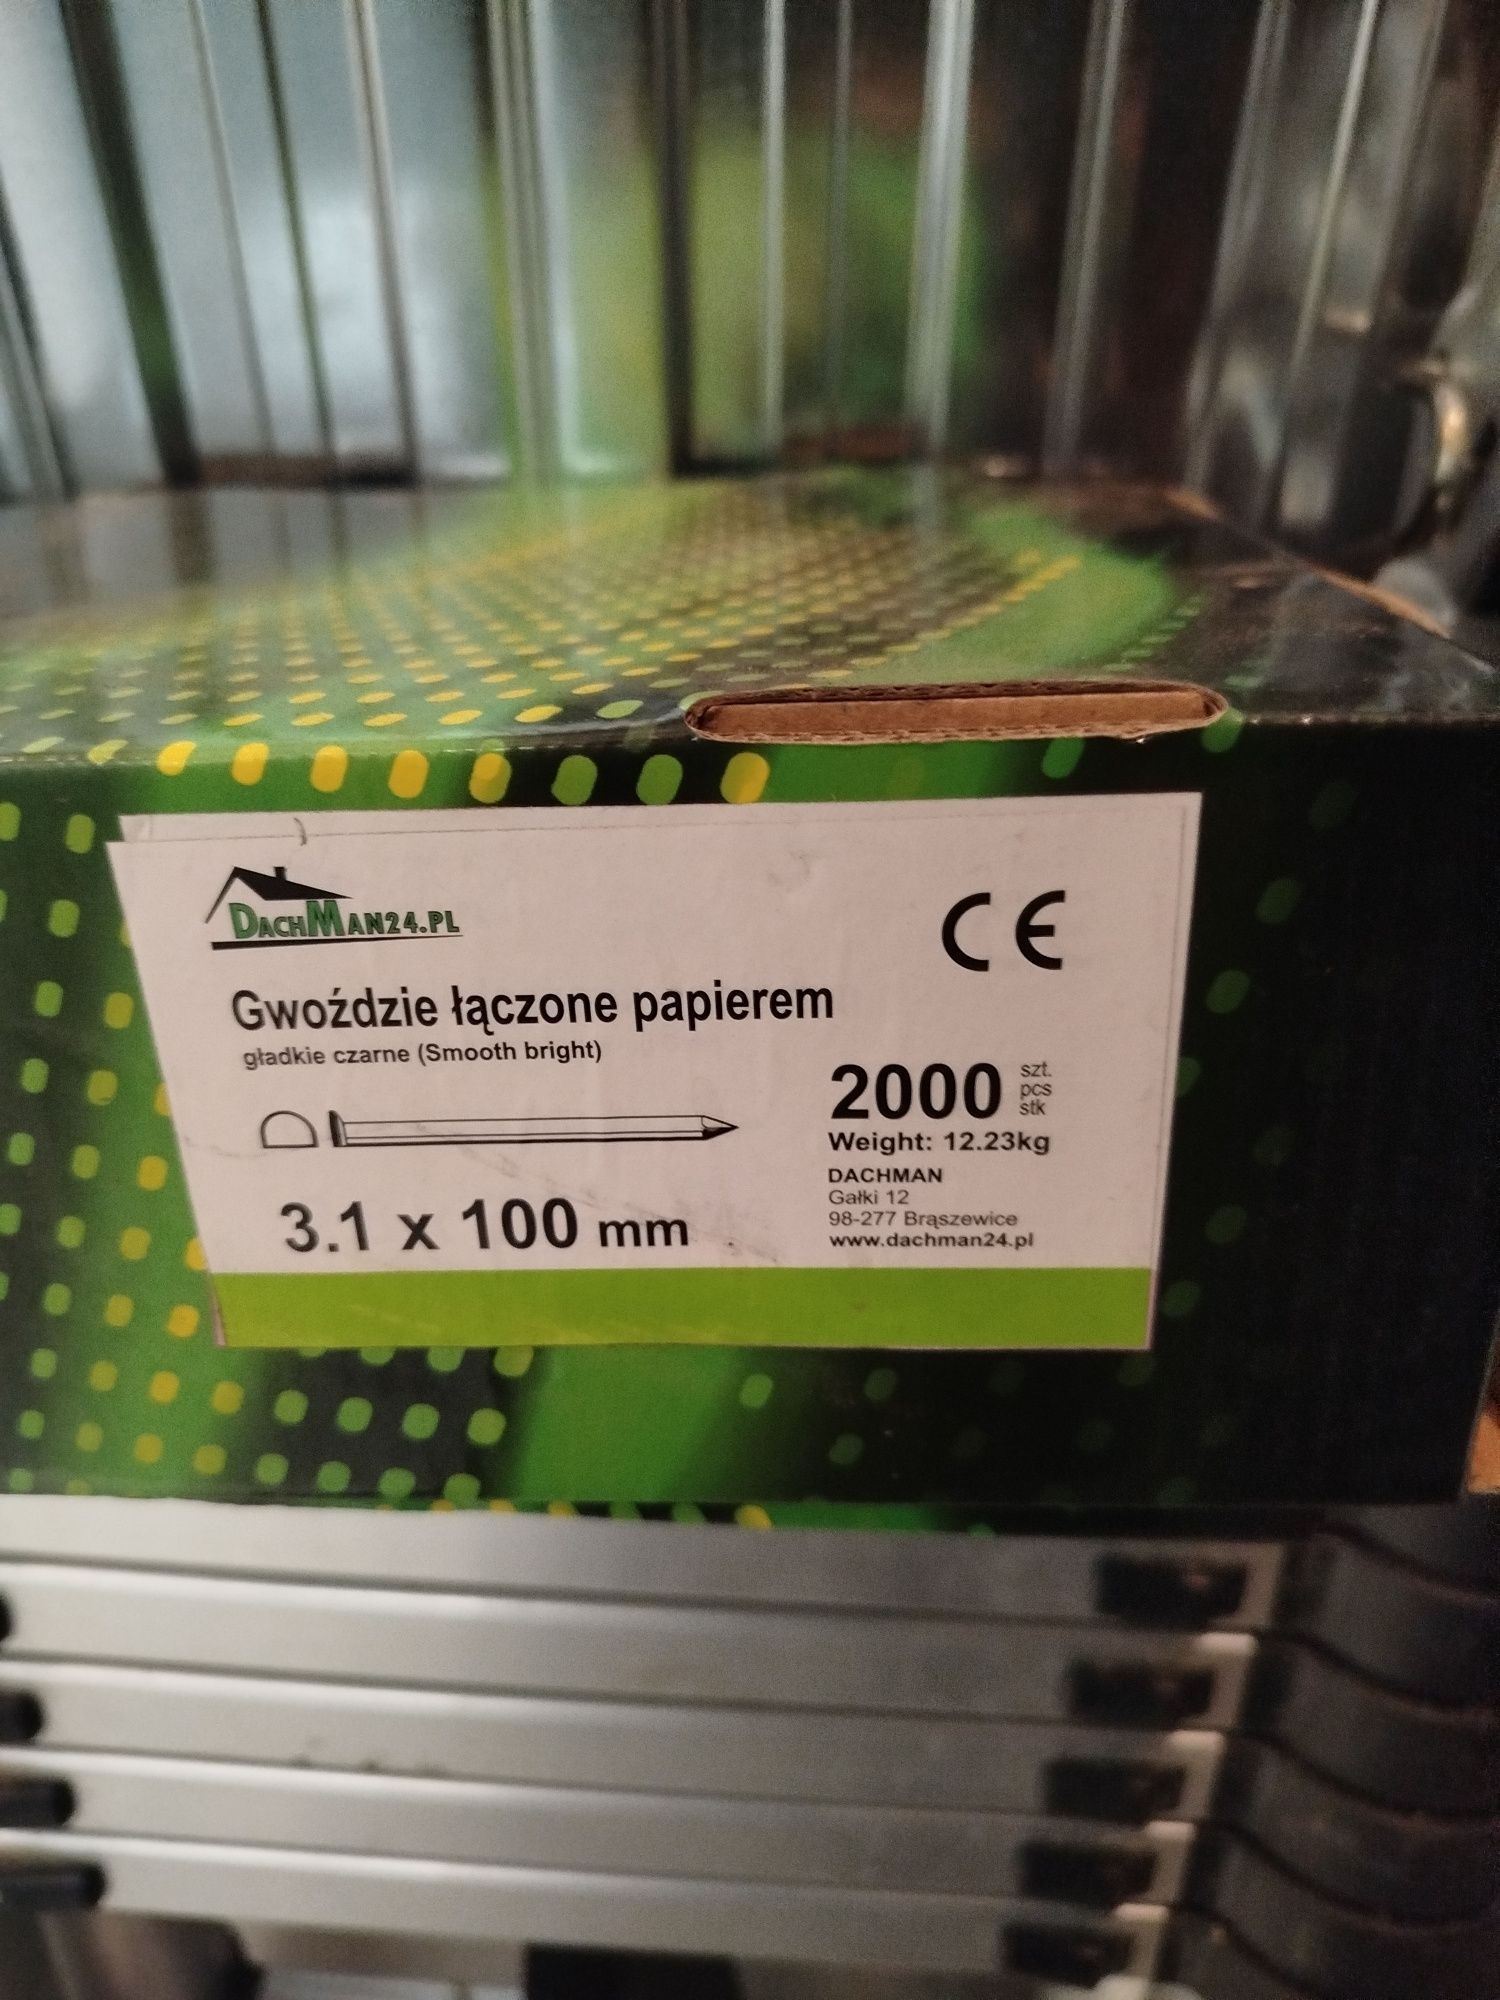 DACHMAN24.PL
CE
Gwoździe łączone papierem
gładkie czarne (Smooth bright)
2000 szt.
pcs
stk
Weight: 12.23kg
DACHMAN
Gałki 12
98-277 Brąszewice
www.dachman24.pl
3.1 x 100 mm